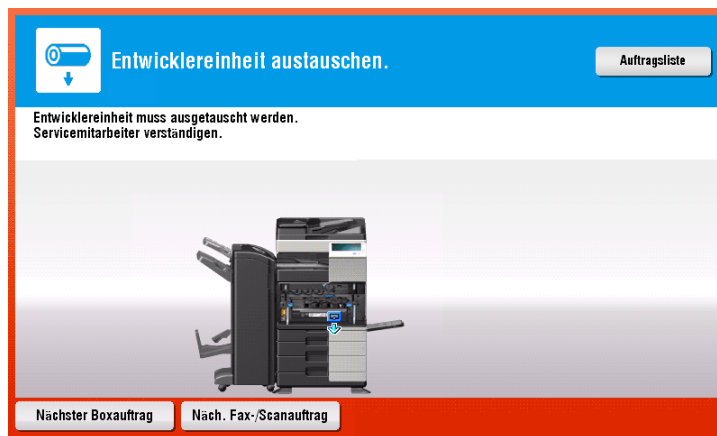 Entwicklereinheit austauschen.
Auftragsliste
Entwicklereinheit muss ausgetauscht werden.
Servicemitarbeiter verständigen.
Nächster Boxauftrag
Näch. Fax-/Scanauftrag